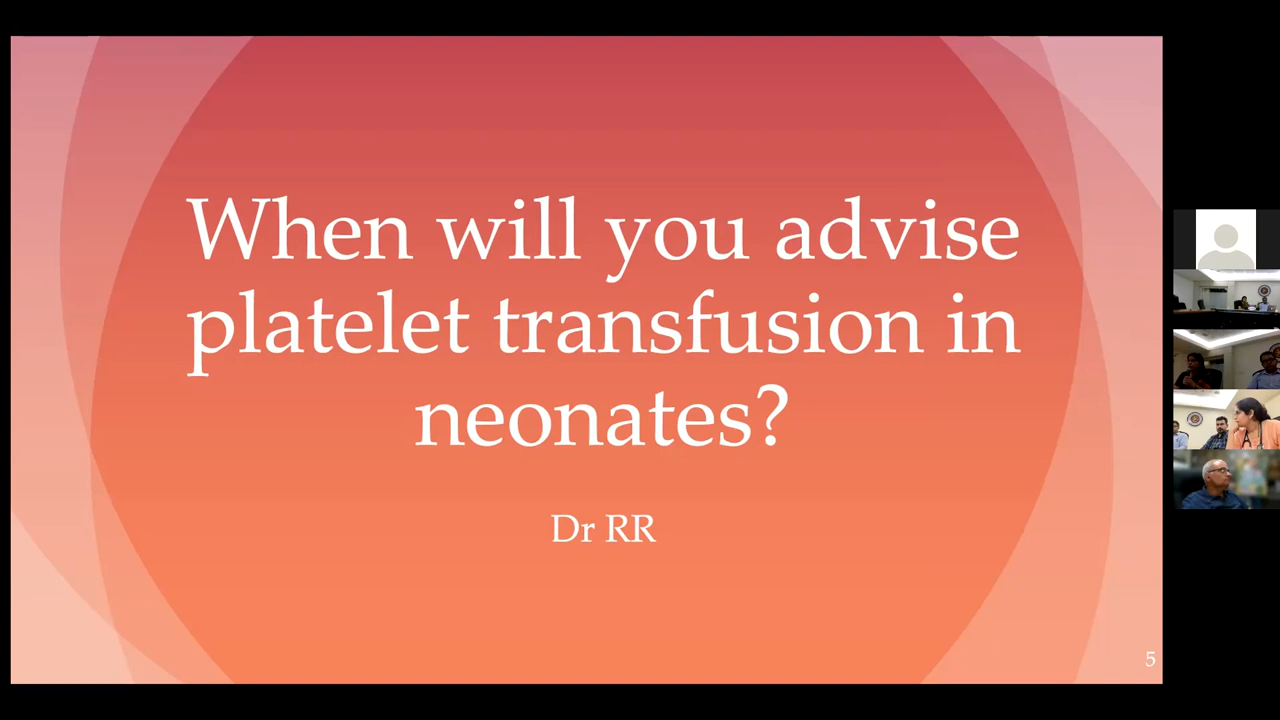 When will you advise
platelet transfusion in
neonates?
Dr RR
5